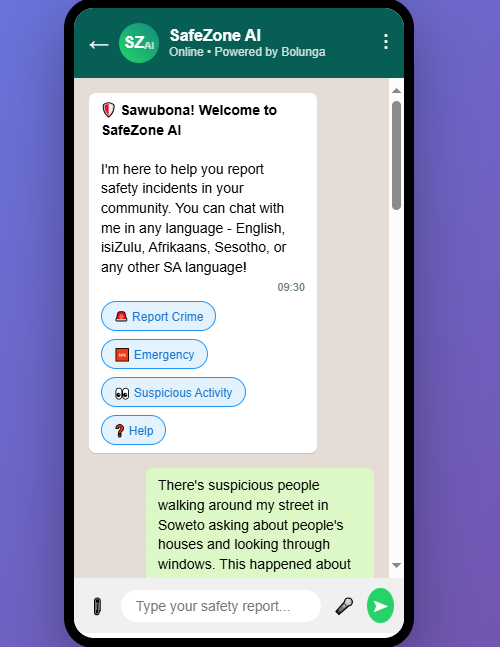 SZAI
SafeZone AI
Online • Powered by Bolunga
Sawubona! Welcome to
SafeZone AI
I'm here to help you report
safety incidents in your
community. You can chat with
me in any language - English,
isiZulu, Afrikaans, Sesotho, or
any other SA language!
09:30
Report Crime
SOS Emergency
Suspicious Activity
Help
There's suspicious people
walking around my street in
Soweto asking about people's
houses and looking through
windows. This happened about
Type your safety report...